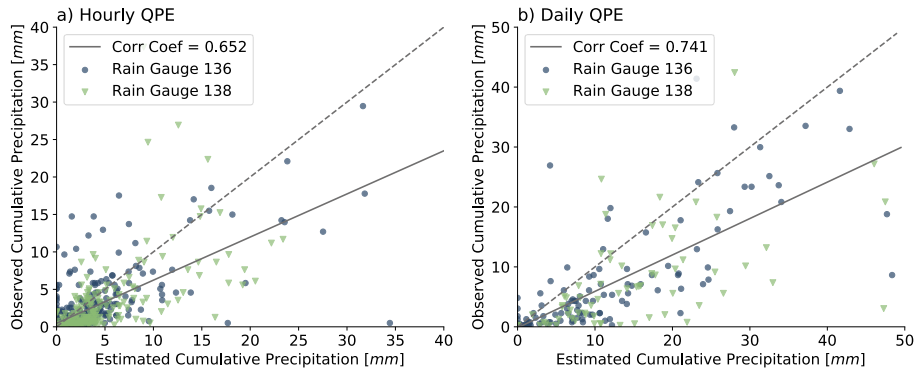 a) Hourly QPE
Observed Cumulative Precipitation [mm]
40
35
30
25
20
15
10
5
0
Corr Coef = 0.652
Rain Gauge 136
Rain Gauge 138
0 5 10 15 20 25 30 35 40
Estimated Cumulative Precipitation [mm]
b) Daily QPE
Observed Cumulative Precipitation [mm]
50
40
30
20
10
0
Corr Coef = 0.741
Rain Gauge 136
Rain Gauge 138
0 10 20 30 40 50
Estimated Cumulative Precipitation [mm]